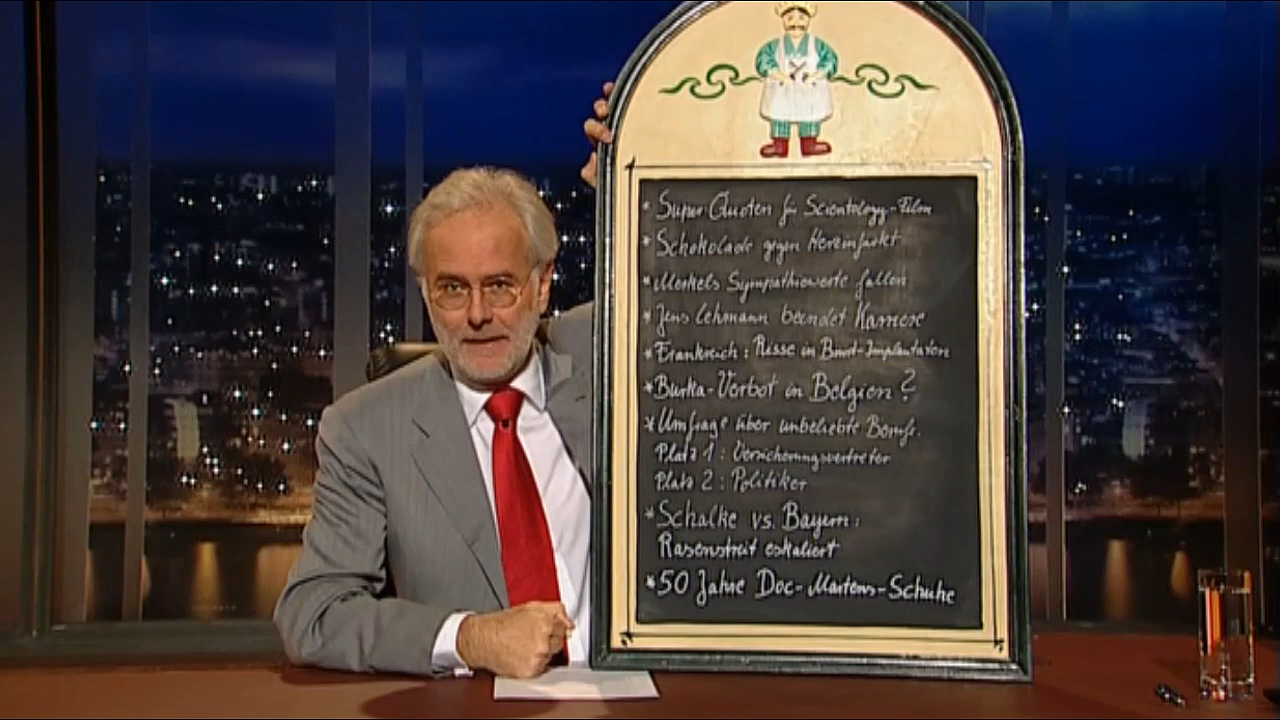 * Super-Quoten für Scientology-Film
* Schokolade gegen Herzinfarkt
* Merkels Sympathiewerte fallen
* Jens Lehmann beendet Karriere
* Frankreich: Risse in Brust-Implantaten
* Burka-Verbot in Belgien?
* Umfrage über unbeliebte Berufe.
Platz 1: Versicherungsvertreter
Platz 2: Politiker
* Schalke vs. Bayern:
Rasenstreit eskaliert
* 50 Jahre Doc-Martens-Schuhe